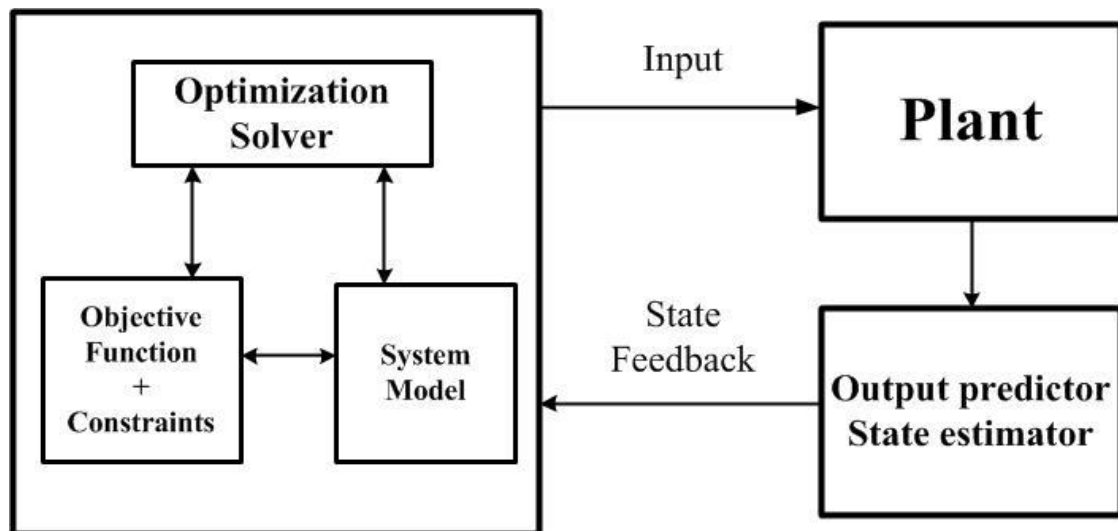 Optimization
Solver
Objective
Function
+
Constraints
System
Model
Input
Plant
State
Feedback
Output predictor
State estimator